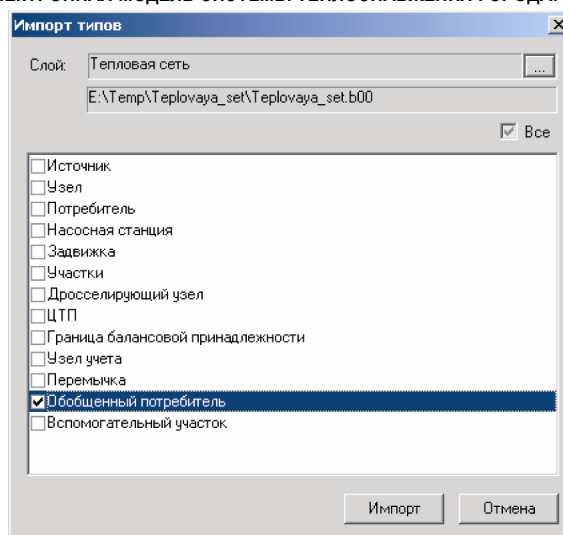 Импорт типов
Слой: Тепловая сеть ...
E:\Temp\Teplovaya_set\Teplovaya_set.b00
Все
Источник
Узел
Потребитель
Насосная станция
Задвижка
Участки
Дросселирующий узел
ЦТП
Граница балансовой принадлежности
Узел учета
Перемычка
Обобщенный потребитель
Вспомогательный участок
Импорт Отмена